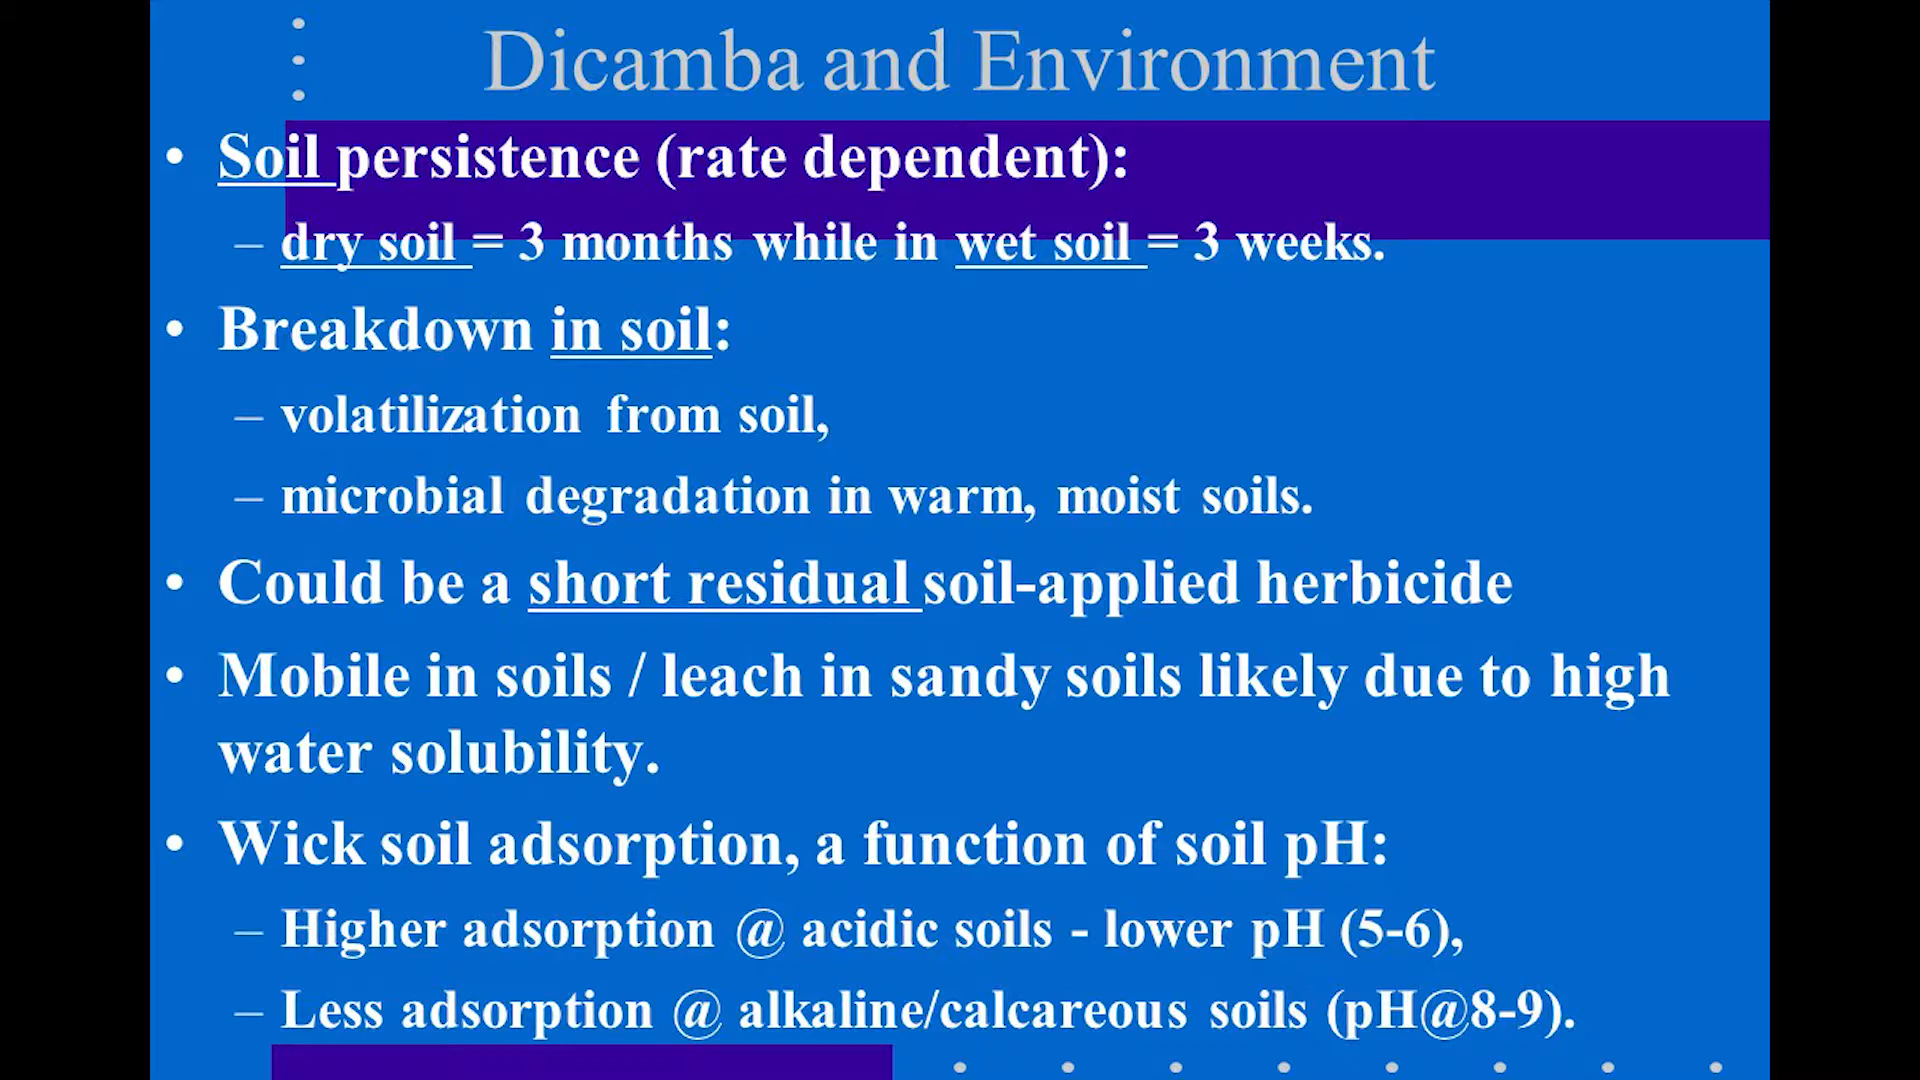 Dicamba and Environment
• Soil persistence (rate dependent):
– dry soil = 3 months while in wet soil = 3 weeks.
• Breakdown in soil:
– volatilization from soil,
– microbial degradation in warm, moist soils.
• Could be a short residual soil-applied herbicide
• Mobile in soils / leach in sandy soils likely due to high
water solubility.
• Wick soil adsorption, a function of soil pH:
– Higher adsorption @ acidic soils - lower pH (5-6),
– Less adsorption @ alkaline/calcareous soils (pH@8-9).